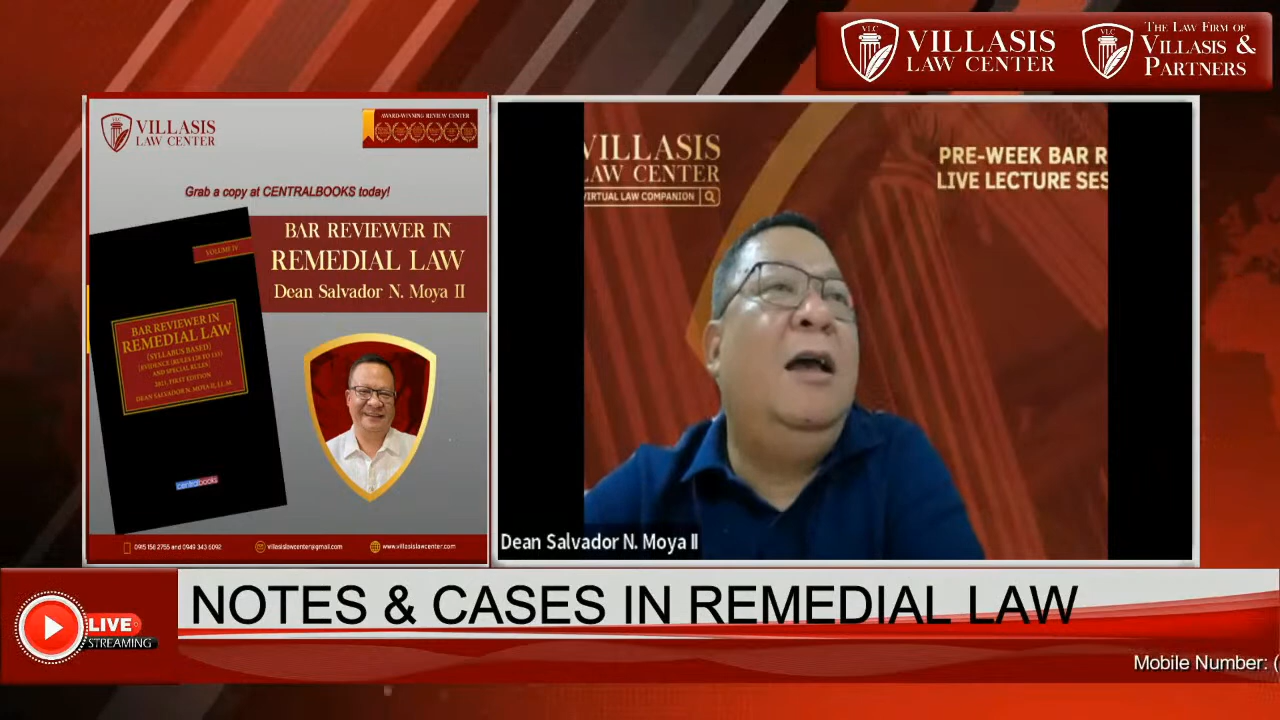 VLC
VILLASIS
LAW CENTER
VLC
THE LAW FIRM OF
VILLASIS &
PARTNERS
VILLASIS
LAW CENTER
AWARD-WINNING REVIEW CENTER
Grab a copy at CENTRALBOOKS today!
VOLUME IV
BAR REVIEWER IN
REMEDIAL LAW
(SYLLABUS BASED)
[EVIDENCE (RULES 128 TO 133)
AND SPECIAL RULES]
2021, FIRST EDITION
DEAN SALVADOR N. MOYA II, LL.M.
centralbooks
BAR REVIEWER IN
REMEDIAL LAW
Dean Salvador N. Moya II
0915 156 2755 and 0949 343 6092
villasislawcenter@gmail.com
www.villasislawcenter.com
VILLASIS
LAW CENTER
VIRTUAL LAW COMPANION
PRE-WEEK BAR R
LIVE LECTURE SES
Dean Salvador N. Moya II
LIVE
STREAMING
NOTES & CASES IN REMEDIAL LAW
Mobile Number: (